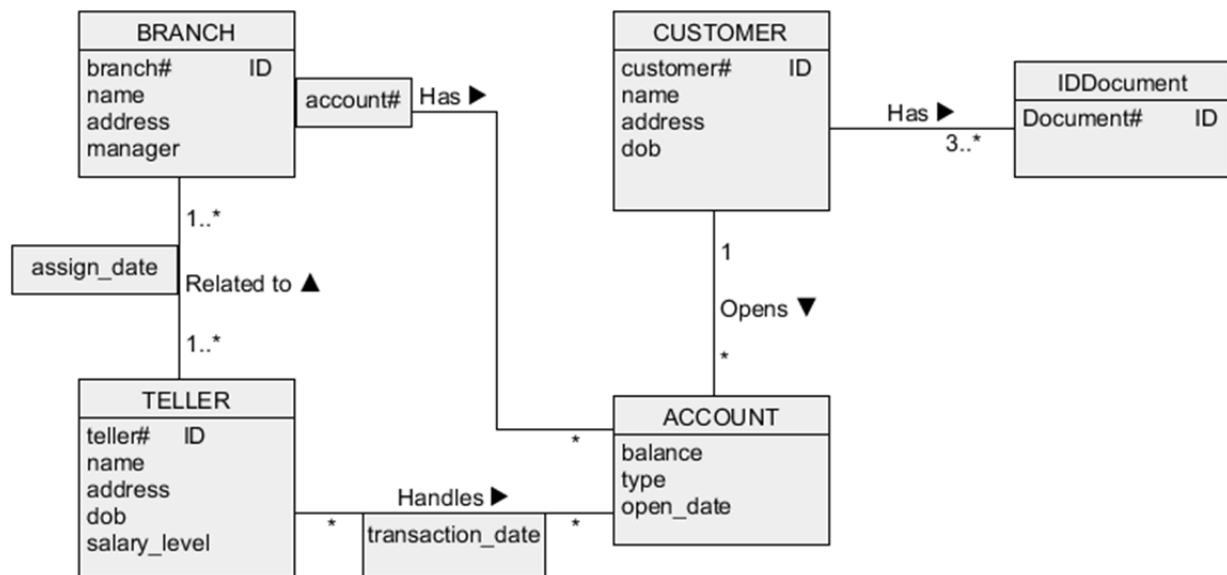 BRANCH
branch# ID
name
address
manager
account#
Has ▶
CUSTOMER
customer# ID
name
address
dob
Has ▶
3..*
IDDocument
Document# ID
1..*
assign_date
Related to ▲
1..*
1
Opens ▼
*
TELLER
teller# ID
name
address
dob
salary_level
Handles ▶
*
transaction_date
*
*
ACCOUNT
balance
type
open_date